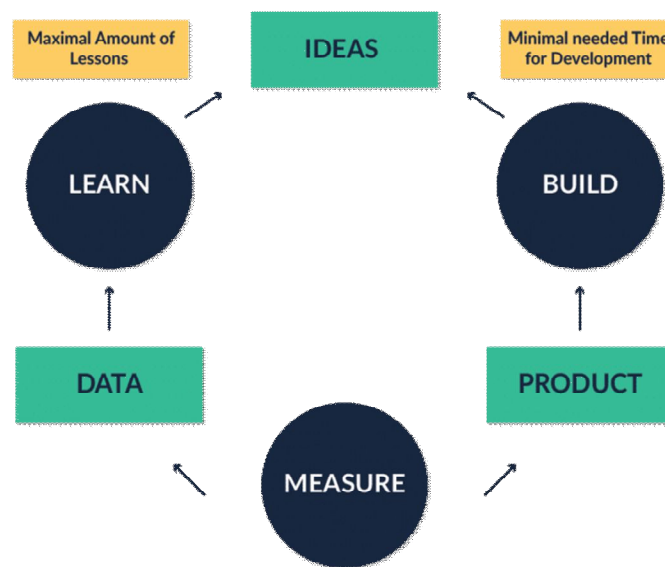 Maximal Amount of
Lessons
IDEAS
Minimal needed Time
for Development
LEARN
BUILD
DATA
PRODUCT
MEASURE